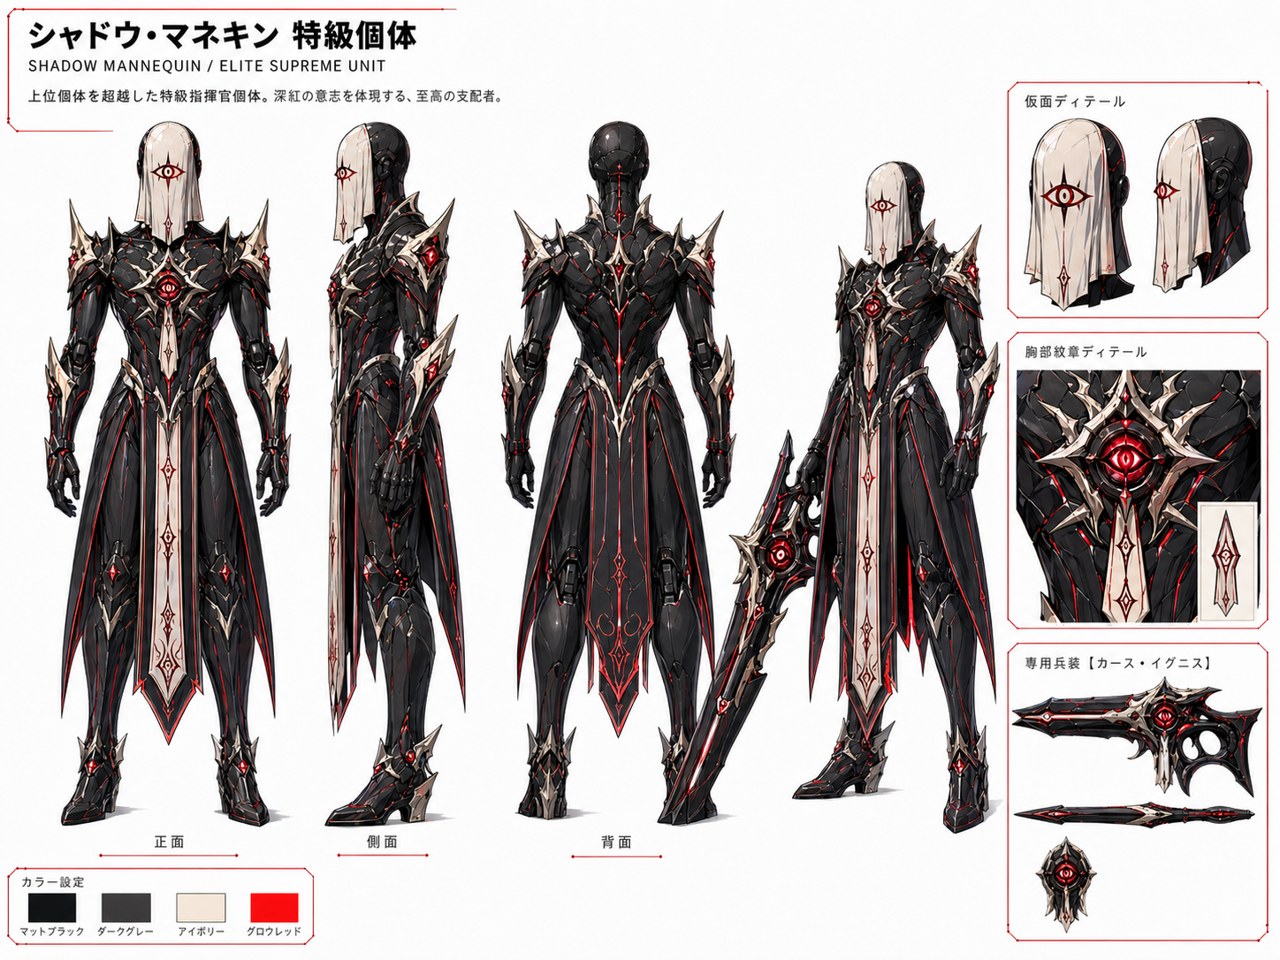 シャドウ・マネキン 特級個体
SHADOW MANNEQUIN / ELITE SUPREME UNIT
上位個体を超越した特級指揮官個体。深紅の意志を体現する、至高の支配者。
仮面ディテール
胸部紋章ディテール
専用兵装【カース・イグニス】
正面
側面
背面
カラー設定
マットブラック
ダークグレー
アイボリー
グロウレッド